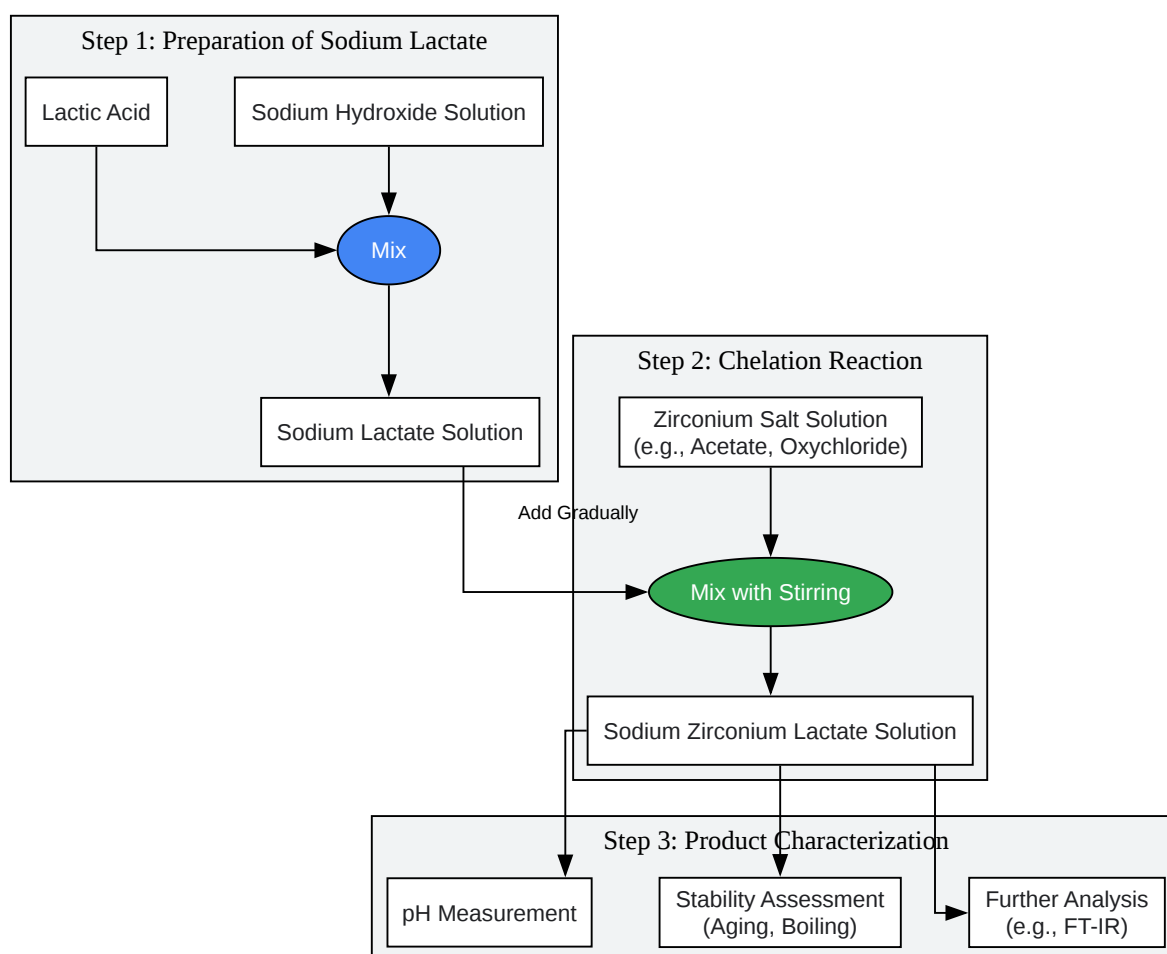 Step 1: Preparation of Sodium Lactate
Lactic Acid
Sodium Hydroxide Solution
Mix
Sodium Lactate Solution
Step 2: Chelation Reaction
Zirconium Salt Solution
(e.g., Acetate, Oxychloride)
Add Gradually
Mix with Stirring
Sodium Zirconium Lactate Solution
Step 3: Product Characterization
pH Measurement
Stability Assessment
(Aging, Boiling)
Further Analysis
(e.g., FT-IR)